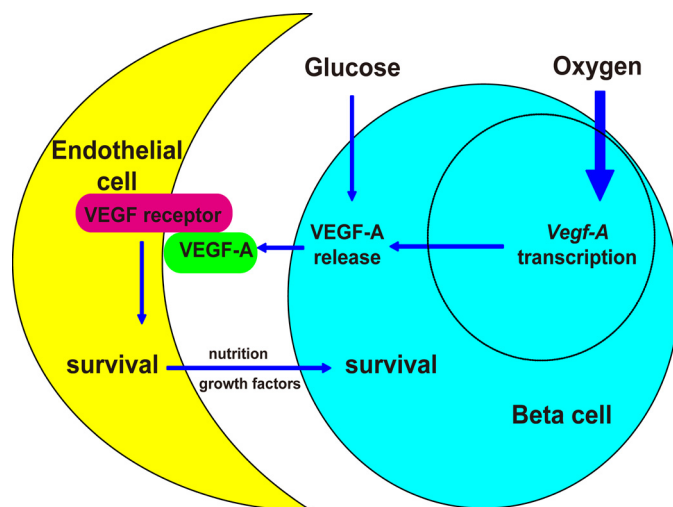 Glucose
Oxygen
Endothelial
cell
VEGF receptor
VEGF-A
VEGF-A
release
Vegf-A
transcription
survival
nutrition
growth factors
survival
Beta cell